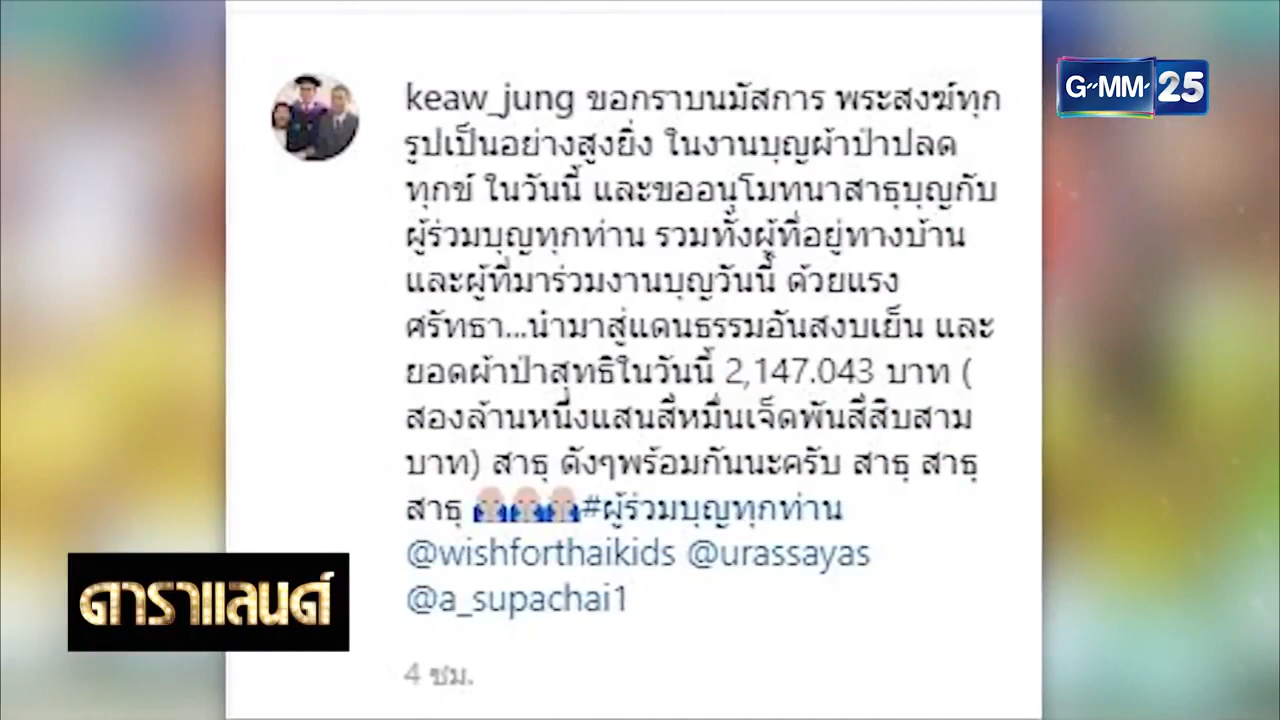 GMM 25
keaw_jung ขอกราบนมัสการ พระสงฆ์ทุก
รูปเป็นอย่างสูงยิ่ง ในงานบุญผ้าป่าปลด
ทุกข์ ในวันนี้ และขออนุโมทนาสาธุบุญกับ
ผู้ร่วมบุญทุกท่าน รวมทั้งผู้ที่อยู่ทางบ้าน
และผู้ที่มาร่วมงานบุญวันนี้ ด้วยแรง
ศรัทธา...นำมาสู่แดนธรรมอันสงบเย็น และ
ยอดผ้าป่าสุทธิในวันนี้ 2,147.043 บาท (
สองล้านหนึ่งแสนสี่หมื่นเจ็ดพันสี่สิบสาม
บาท) สาธุ ดังๆพร้อมกันนะครับ สาธุ สาธุ
สาธุ #ผู้ร่วมบุญทุกท่าน
@wishforthaikids @urassayas
@a_supachai1
4 ชม.
ดาราแลนด์